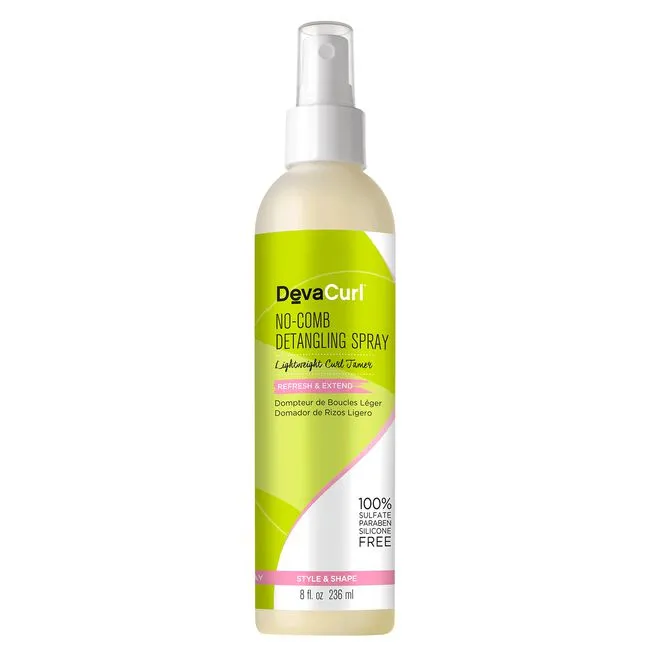 DevaCurl
NO-COMB
DETANGLING SPRAY
Lightweight Curl Tamer
REFRESH & EXTEND
Dompteur de Boucles Léger
Domador de Rizos Ligero
100%
SULFATE
PARABEN
SILICONE
FREE
AY
STYLE & SHAPE
8 fl. oz 236 ml